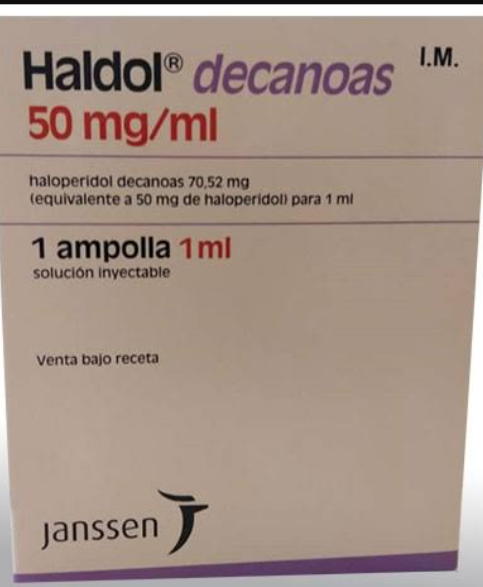 Haldol® decanoas I.M.
50 mg/ml
haloperidol decanoas 70,52 mg
(equivalente a 50 mg de haloperidol) para 1 ml
1 ampolla 1ml
solución inyectable
Venta bajo receta
Janssen